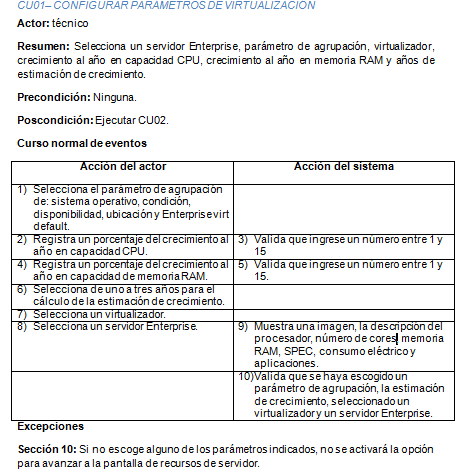 CU01– CONFIGURAR PARAMETROS DE VIRTUALIZACION
Actor: técnico
Resumen: Selecciona un servidor Enterprise, parámetro de agrupación, virtualizador,
crecimiento al año en capacidad CPU, crecimiento al año en memoria RAM y años de
estimación de crecimiento.
Precondición: Ninguna.
Poscondición: Ejecutar CU02.
Curso normal de eventos
Acción del actor
Acción del sistema
1) Selecciona el parámetro de agrupación
de: sistema operativo, condición,
disponibilidad, ubicación y Enterprise virt
default.
2) Registra un porcentaje del crecimiento al
año en capacidad CPU.
3) Valida que ingrese un número entre 1 y
15
4) Registra un porcentaje del crecimiento al
año en capacidad de memoria RAM.
5) Valida que ingrese un número entre 1 y
15.
6) Selecciona de uno a tres años para el
cálculo de la estimación de crecimiento.
7) Selecciona un virtualizador.
8) Selecciona un servidor Enterprise.
9) Muestra una imagen, la descripción del
procesador, número de cores memoria
RAM, SPEC, consumo eléctrico y
aplicaciones.
10)Valida que se haya escogido un
parámetro de agrupación, la estimación
de crecimiento, seleccionado un
virtualizador y un servidor Enterprise.
Excepciones
Sección 10: Si no escoge alguno de los parámetros indicados, no se activará la opción
para avanzar a la pantalla de recursos de servidor.